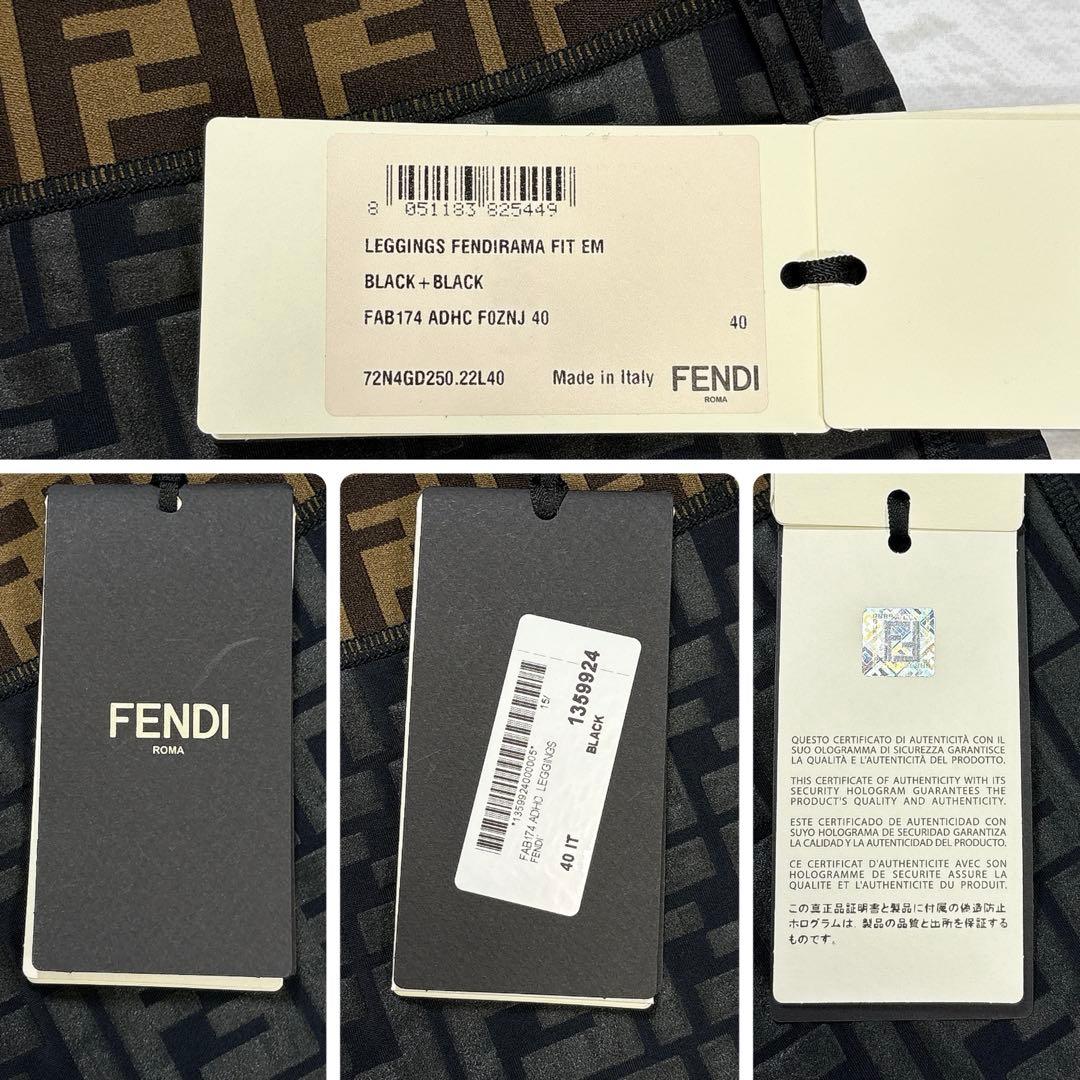 8 051183 825449
LEGGINGS FENDIRAMA FIT EM
BLACK+BLACK
FAB174 ADHC F0ZNJ 40
40
72N4GD250.22L40 Made in Italy FENDI
ROMA
FENDI
ROMA
*1359924000005* 15/
FAB174 ADHC LEGGINGS
FENDI
1359924
40 IT BLACK
QUESTO CERTIFICATO DI AUTENTICITÀ CON IL
SUO OLOGRAMMA DI SICUREZZA GARANTISCE
LA QUALITÀ E L'AUTENTICITÀ DEL PRODOTTO.
THIS CERTIFICATE OF AUTHENTICITY WITH ITS
SECURITY HOLOGRAM GUARANTEES THE
PRODUCT'S QUALITY AND AUTHENTICITY.
ESTE CERTIFICADO DE AUTENTICIDAD CON
SUYO HOLOGRAMA DE SECURIDAD GARANTIZA
LA CALIDAD Y LA AUTENTICIDAD DEL PRODUCTO.
CE CERTIFICAT D'AUTHENTICITE AVEC SON
HOLOGRAMME DE SECURITE ASSURE LA
QUALITE ET L'AUTHENTICITE DU PRODUIT.
この真正品証明書と製品に付属の偽造防止
ホログラムは、製品の品質と出所を保証する
ものです。